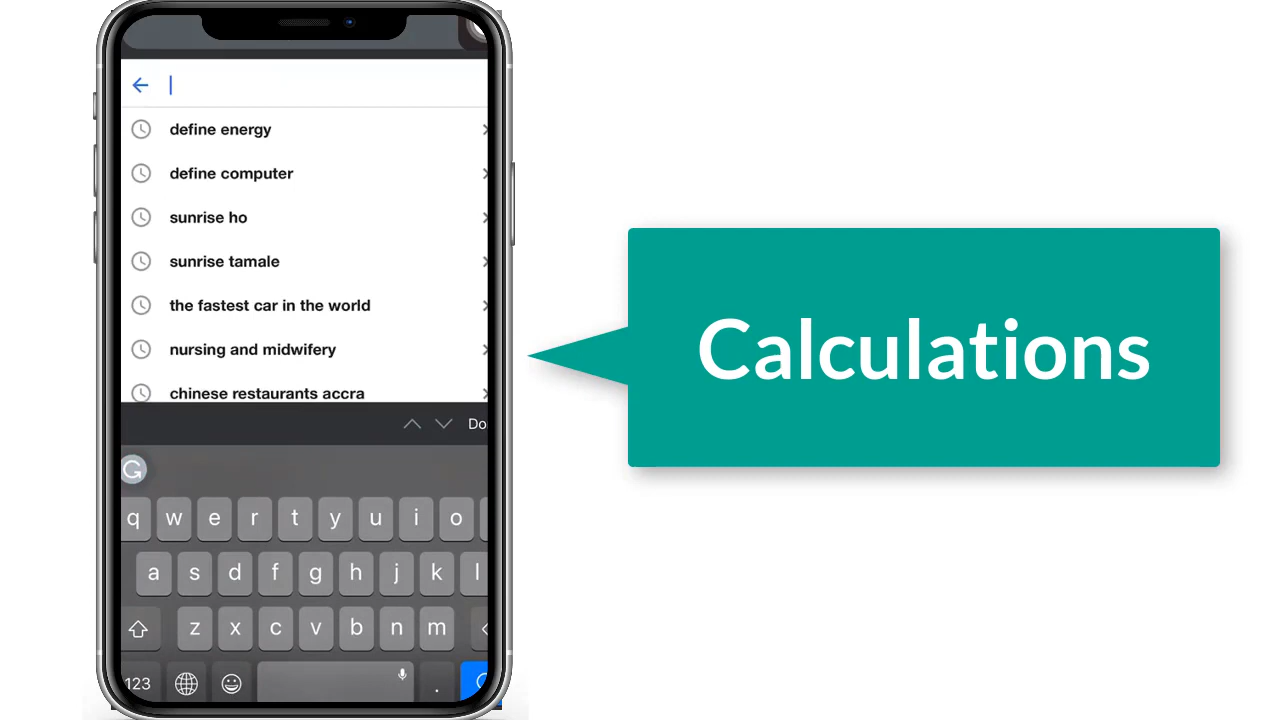 define energy
define computer
sunrise ho
sunrise tamale
the fastest car in the world
nursing and midwifery
chinese restaurants accra
Do
G
q w e r t y u i o
a s d f g h j k l
z x c v b n m
123 .
Calculations